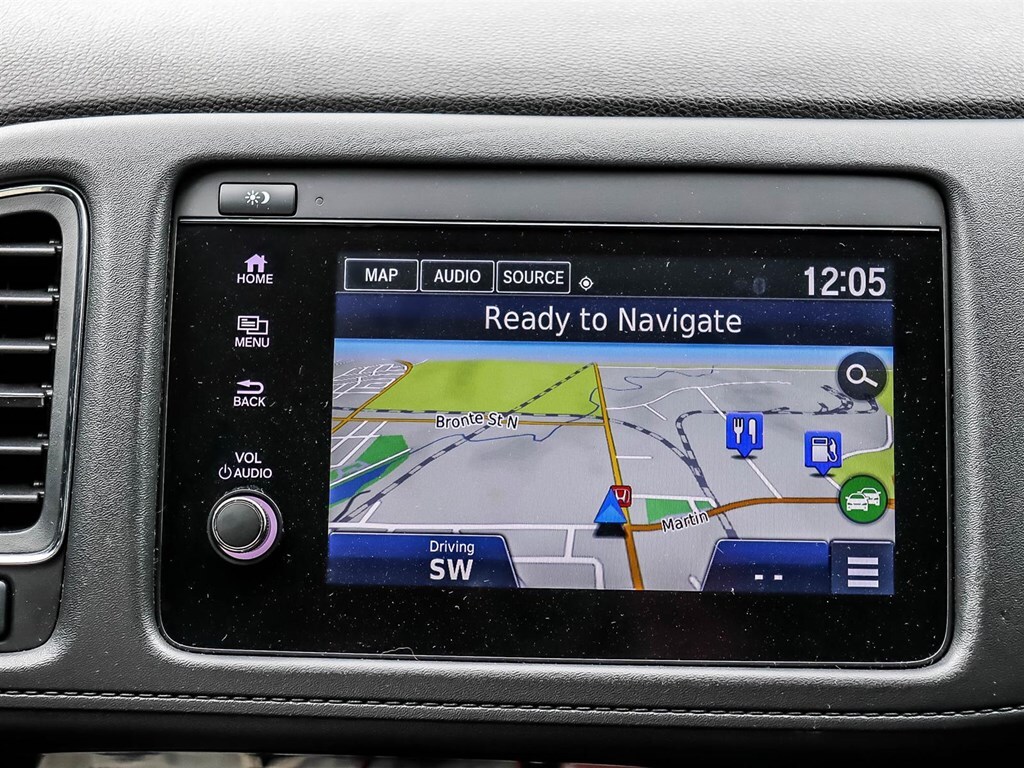 HOME
MENU
BACK
VOL
AUDIO
MAP AUDIO SOURCE 12:05
Ready to Navigate
Bronte St N
Martin
Driving
SW
--